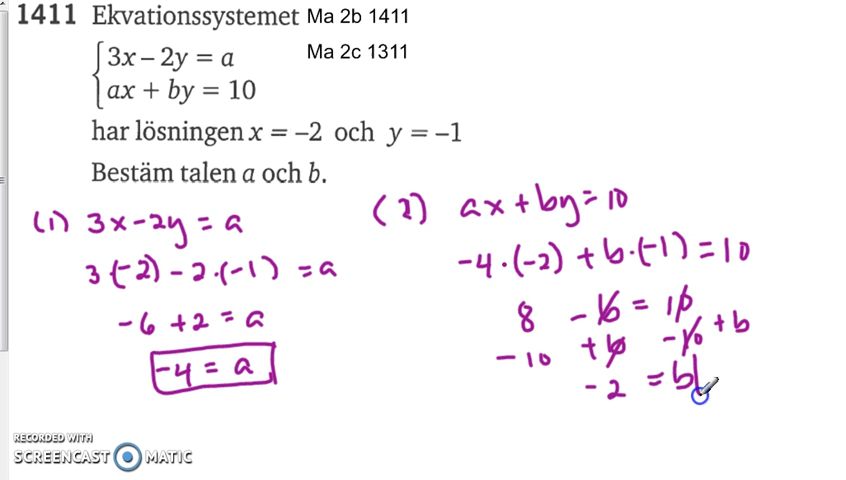 1411 Ekvationssystemet Ma 2b 1411
3x – 2y = a Ma 2c 1311
ax + by = 10
har lösningen x = –2 och y = –1
Bestäm talen a och b.
(1) 3x - 2y = a
3(-2) - 2·(-1) = a
-6 + 2 = a
-4 = a
(2) ax + by = 10
-4·(-2) + b·(-1) = 10
8 - b = 10
-10 + b - 10 + b
-2 = b
RECORDED WITH
SCREENCAST MATIC